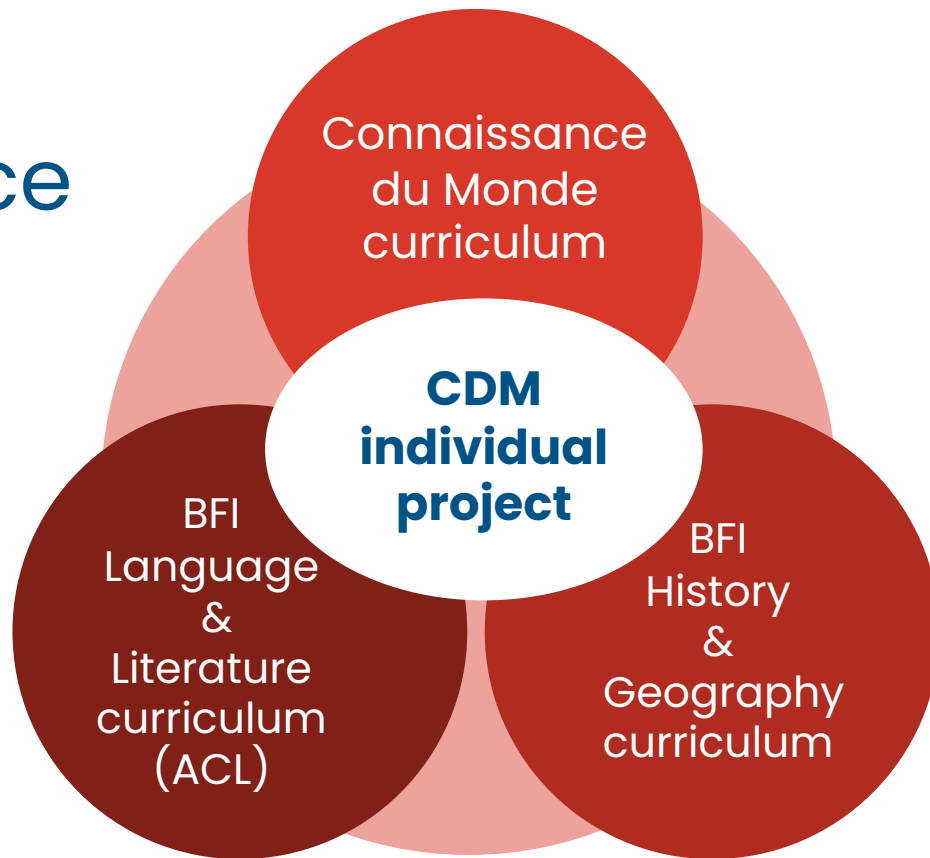 ce
Connaissance
du Monde
curriculum
CDM
individual
project
BFI
Language
&
Literature
curriculum
(ACL)
BFI
History
&
Geography
curriculum